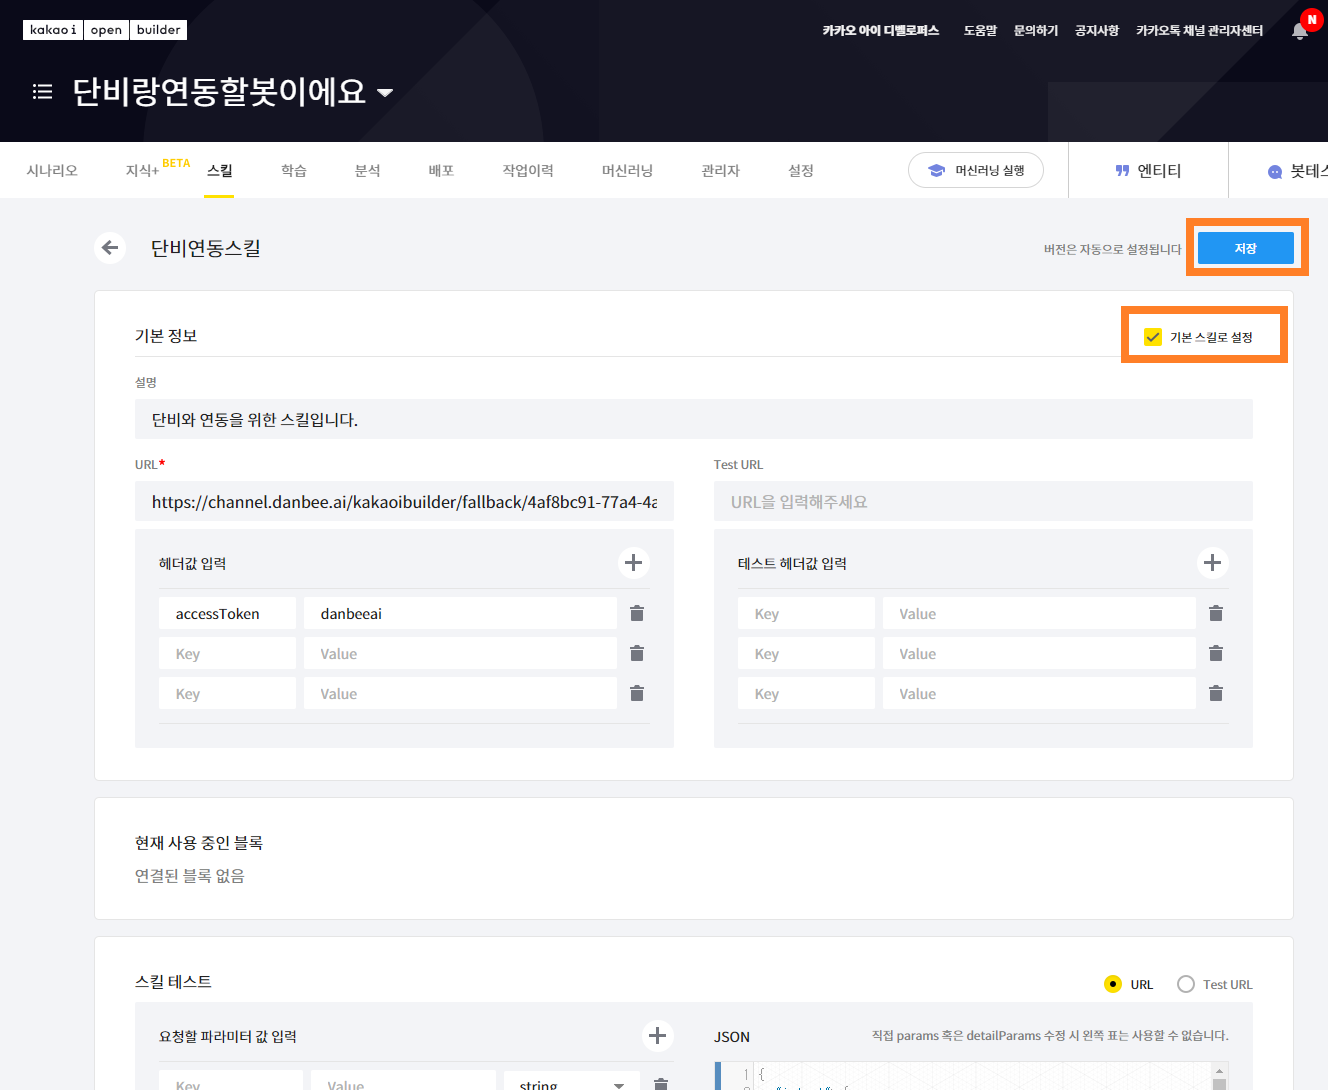 kakao i open builder
카카오 아이 디벨로퍼스 도움말 문의하기 공지사항 카카오톡 채널 관리자센터 N
단비랑연동할봇이에요
시나리오 지식+ BETA 스킬 학습 분석 배포 작업이력 머신러닝 관리자 설정 머신러닝 실행 엔티티 봇테스
단비연동스킬 버전은 자동으로 설정됩니다 저장
기본 정보 기본 스킬로 설정
설명
단비와 연동을 위한 스킬입니다.
URL* Test URL
https://channel.danbee.ai/kakaoibuilder/fallback/4af8bc91-77a4-4a URL을 입력해주세요
헤더값 입력 테스트 헤더값 입력
accessToken danbeeai Key Value
Key Value Key Value
Key Value Key Value
현재 사용 중인 블록
연결된 블록 없음
스킬 테스트 URL Test URL
요청할 파라미터 값 입력 JSON 직접 params 혹은 detailParams 수정 시 왼쪽 표는 사용할 수 없습니다.
Key Value string 1 {